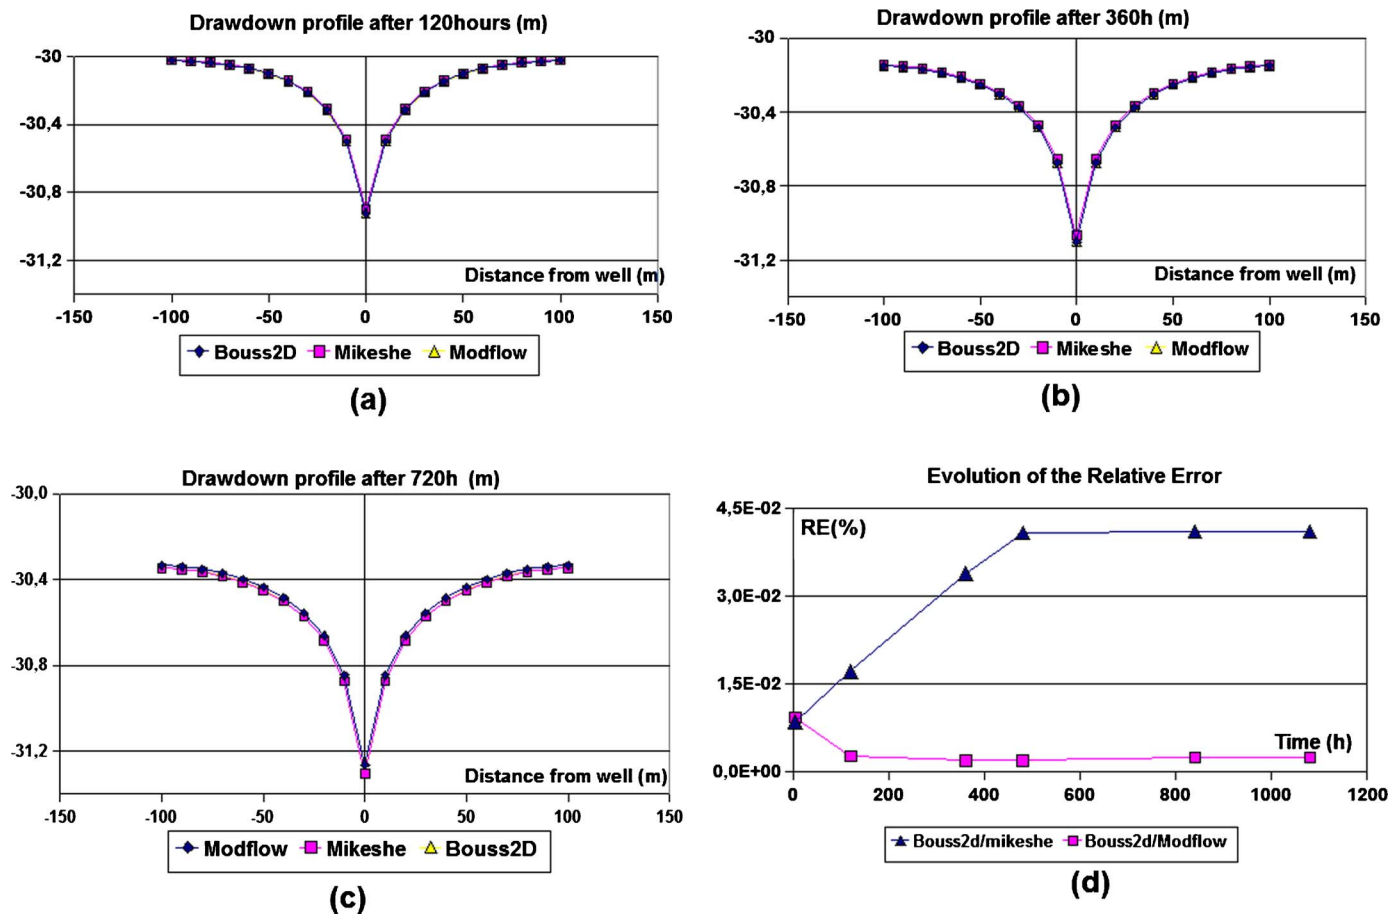 Drawdown profile after 120hours (m)
-30
-30,4
-30,8
-31,2
Distance from well (m)
-150 -100 -50 0 50 100 150
Bouss2D Mikeshe Modflow
(a)
Drawdown profile after 360h (m)
-30
-30,4
-30,8
-31,2
Distance from well (m)
-150 -100 -50 0 50 100 150
Bouss2D Mikeshe Modflow
(b)
Drawdown profile after 720h (m)
-30.0
-30.4
-30.8
-31.2
Distance from well (m)
-150 -100 -50 0 50 100 150
Modflow Mikeshe Bouss2D
(c)
Evolution of the Relative Error
4,5E-02
RE(%)
3,0E-02
1,5E-02
Time (h)
0,0E+00
0 200 400 600 800 1000 1200
Bouss2d/mikeshe Bouss2d/Modflow
(d)